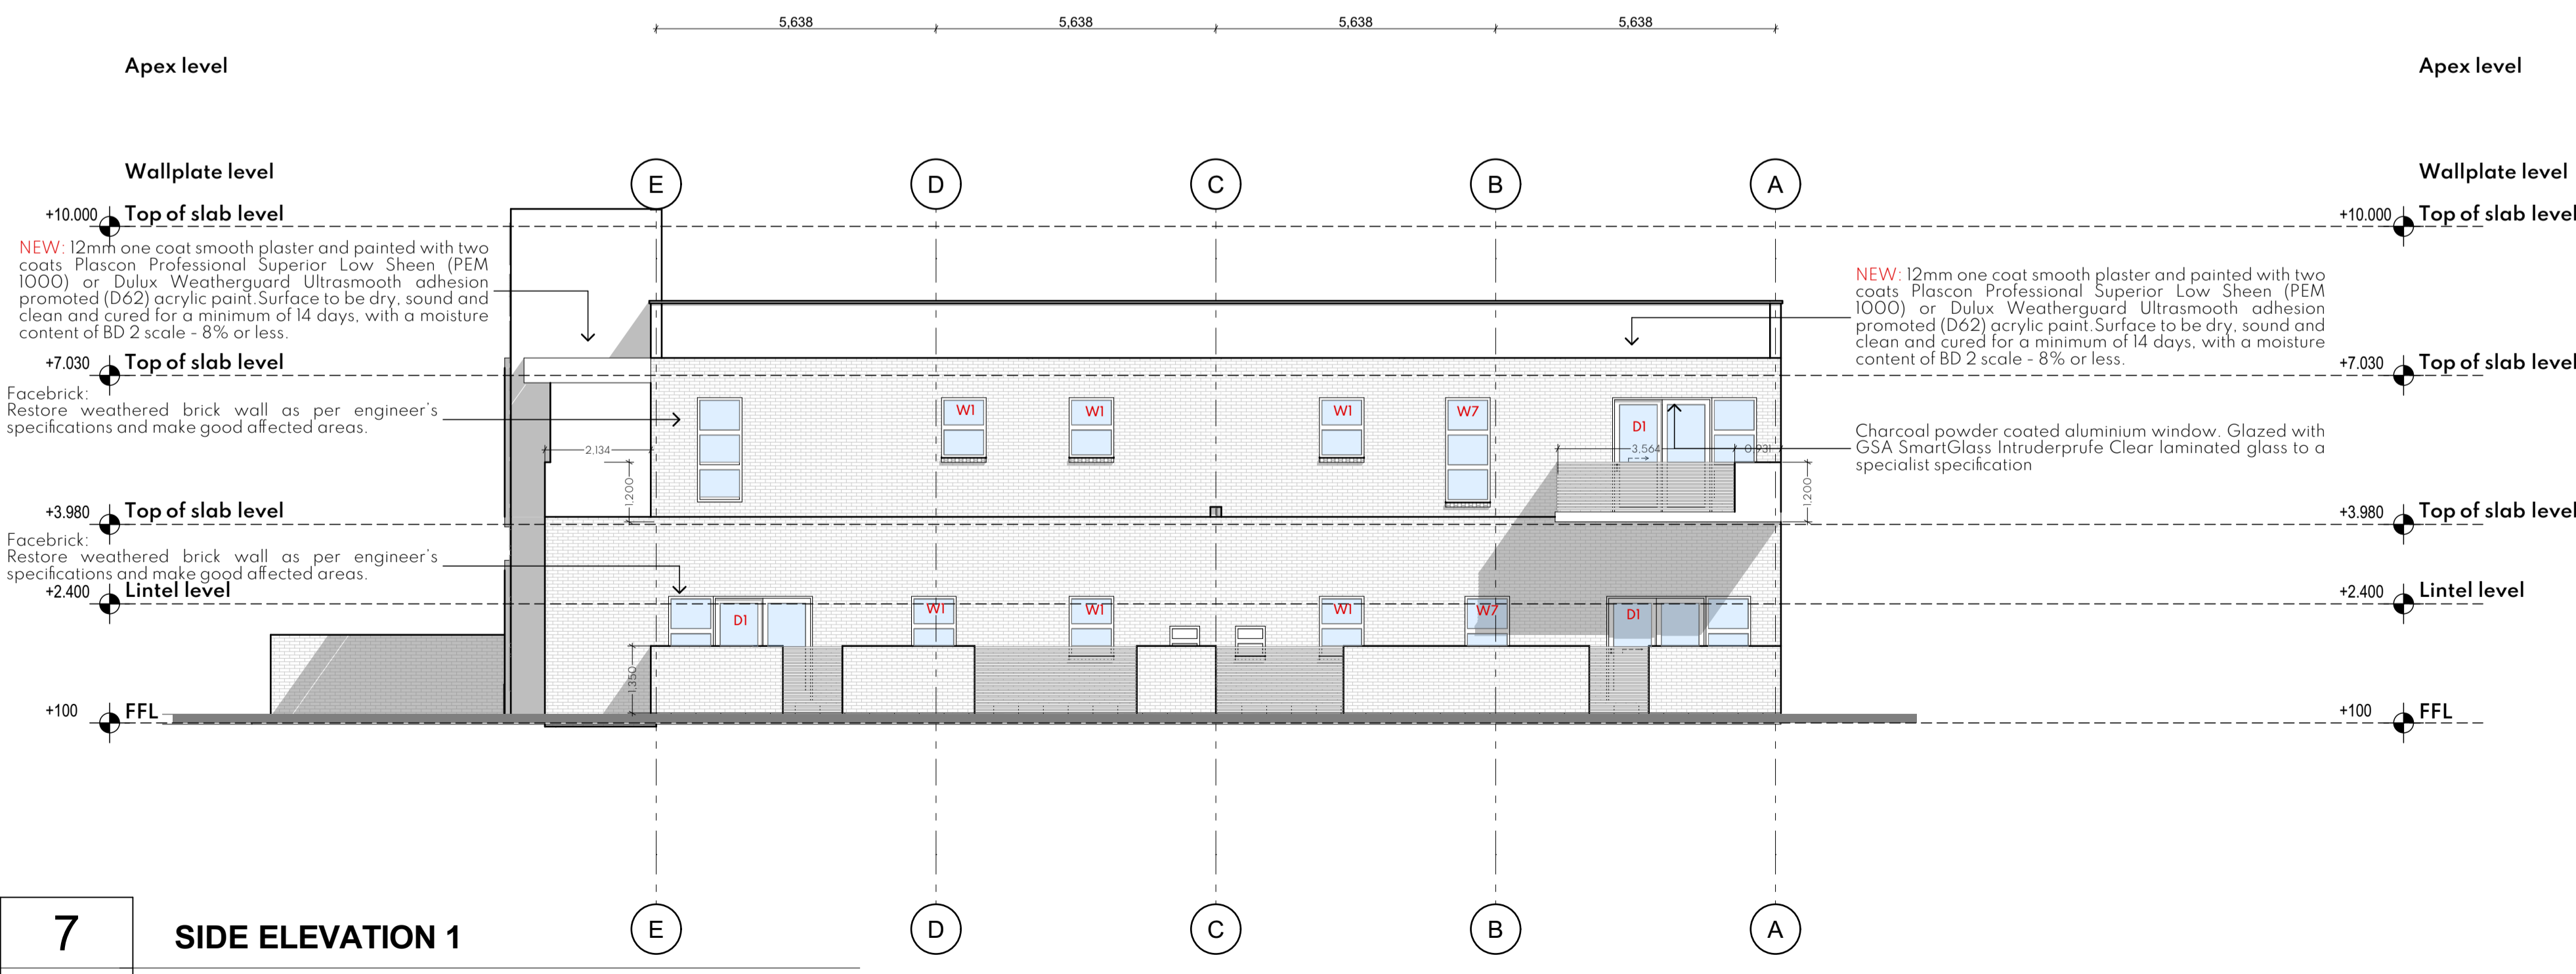 5,638
5,638
5,638
5,638
Apex level
Apex level
Wallplate level
Wallplate level
E
D
C
B
A
+10.000
Top of slab level
+10.000
Top of slab level
NEW: 12mm one coat smooth plaster and painted with two
coats Plascon Professional Superior Low Sheen (PEM
1000) or Dulux Weatherguard Ultrasmooth adhesion
promoted (D62) acrylic paint.Surface to be dry, sound and
clean and cured for a minimum of 14 days, with a moisture
content of BD 2 scale - 8% or less.
NEW: 12mm one coat smooth plaster and painted with two
coats Plascon Professional Superior Low Sheen (PEM
1000) or Dulux Weatherguard Ultrasmooth adhesion
promoted (D62) acrylic paint.Surface to be dry, sound and
clean and cured for a minimum of 14 days, with a moisture
content of BD 2 scale - 8% or less.
+7.030
Top of slab level
+7.030
Top of slab level
Facebrick:
Restore weathered brick wall as per engineer's
specifications and make good affected areas.
W1
W1
W1
W7
D1
Charcoal powder coated aluminium window. Glazed with
GSA SmartGlass Intruderprufe Clear laminated glass to a
specialist specification
2,134
3,564
0,931
1,200
1,200
+3.980
Top of slab level
+3.980
Top of slab level
Facebrick:
Restore weathered brick wall as per engineer's
specifications and make good affected areas.
+2.400
Lintel level
+2.400
Lintel level
D1
W1
W1
W1
W7
D1
1,350
+100
FFL
+100
FFL
E
D
C
B
A
7
SIDE ELEVATION 1